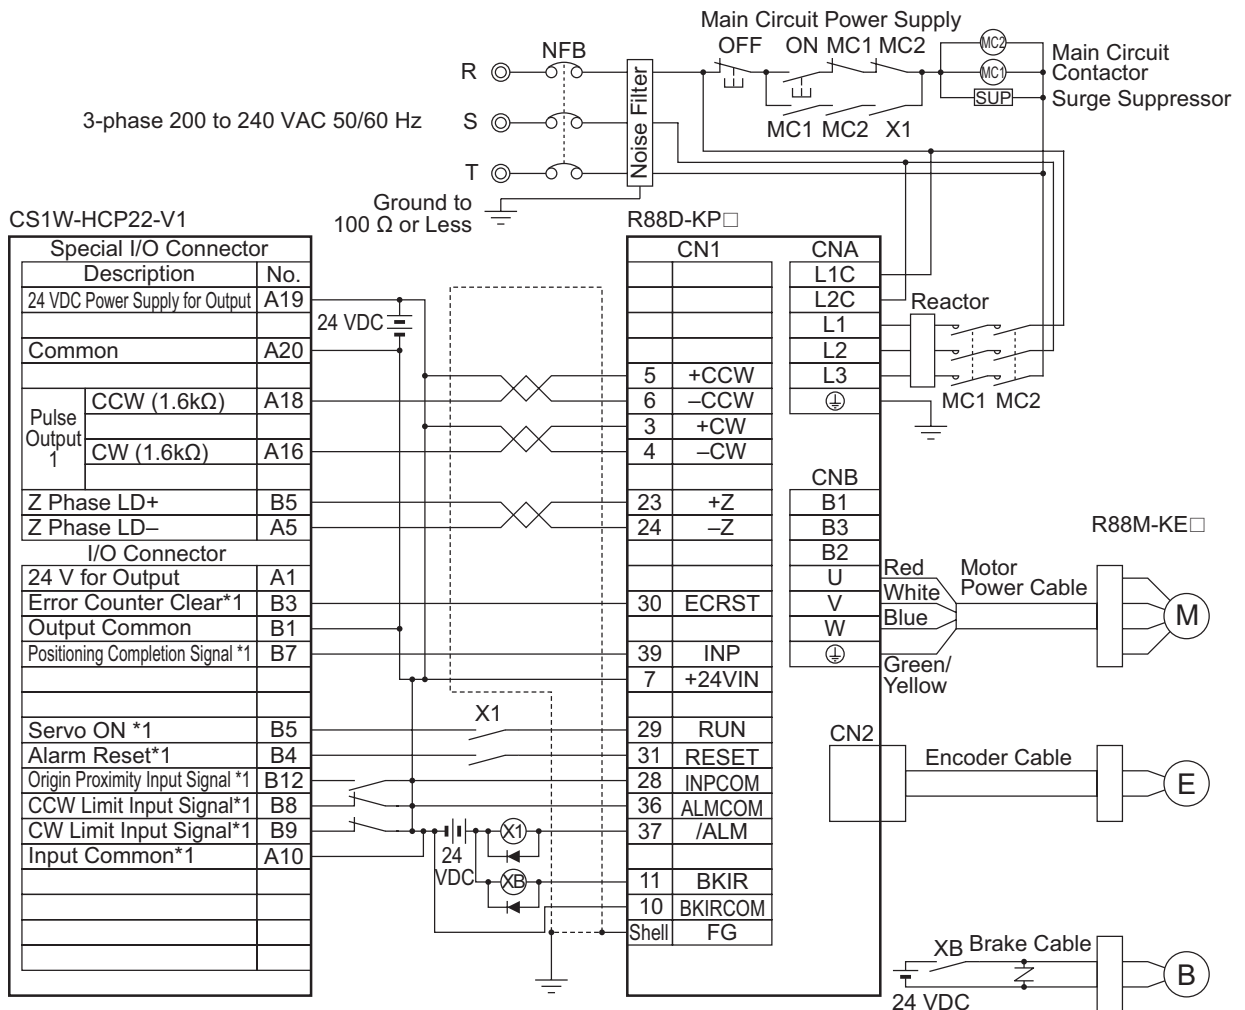 Main Circuit Power Supply
OFF ON MC1 MC2
MC2
Main Circuit
Contactor
MC1
SUP
Surge Suppressor
MC1 MC2 X1
NFB
R
S
T
Noise Filter
3-phase 200 to 240 VAC 50/60 Hz
Ground to
100 Ω or Less
CS1W-HCP22-V1
Special I/O Connector
Description No.
24 VDC Power Supply for Output A19
Common A20
Pulse
Output
1
CCW (1.6kΩ) A18
CW (1.6kΩ) A16
Z Phase LD+ B5
Z Phase LD– A5
I/O Connector
24 V for Output A1
Error Counter Clear*1 B3
Output Common B1
Positioning Completion Signal *1 B7
Servo ON *1 B5
Alarm Reset*1 B4
Origin Proximity Input Signal *1 B12
CCW Limit Input Signal*1 B8
CW Limit Input Signal*1 B9
Input Common*1 A10
24 VDC
X1
X1
24
VDC
XB
R88D-KP□
CN1
5 +CCW
6 –CCW
3 +CW
4 –CW
23 +Z
24 –Z
30 ECRST
39 INP
7 +24VIN
29 RUN
31 RESET
28 INPCOM
36 ALMCOM
37 /ALM
11 BKIR
10 BKIRCOM
Shell FG
CNA
L1C
L2C
L1
L2
L3
Reactor
MC1 MC2
CNB
B1
B3
B2
U
V
W
Red
White
Blue
Green/
Yellow
Motor
Power Cable
R88M-KE□
M
CN2
Encoder Cable
E
XB Brake Cable
24 VDC
B